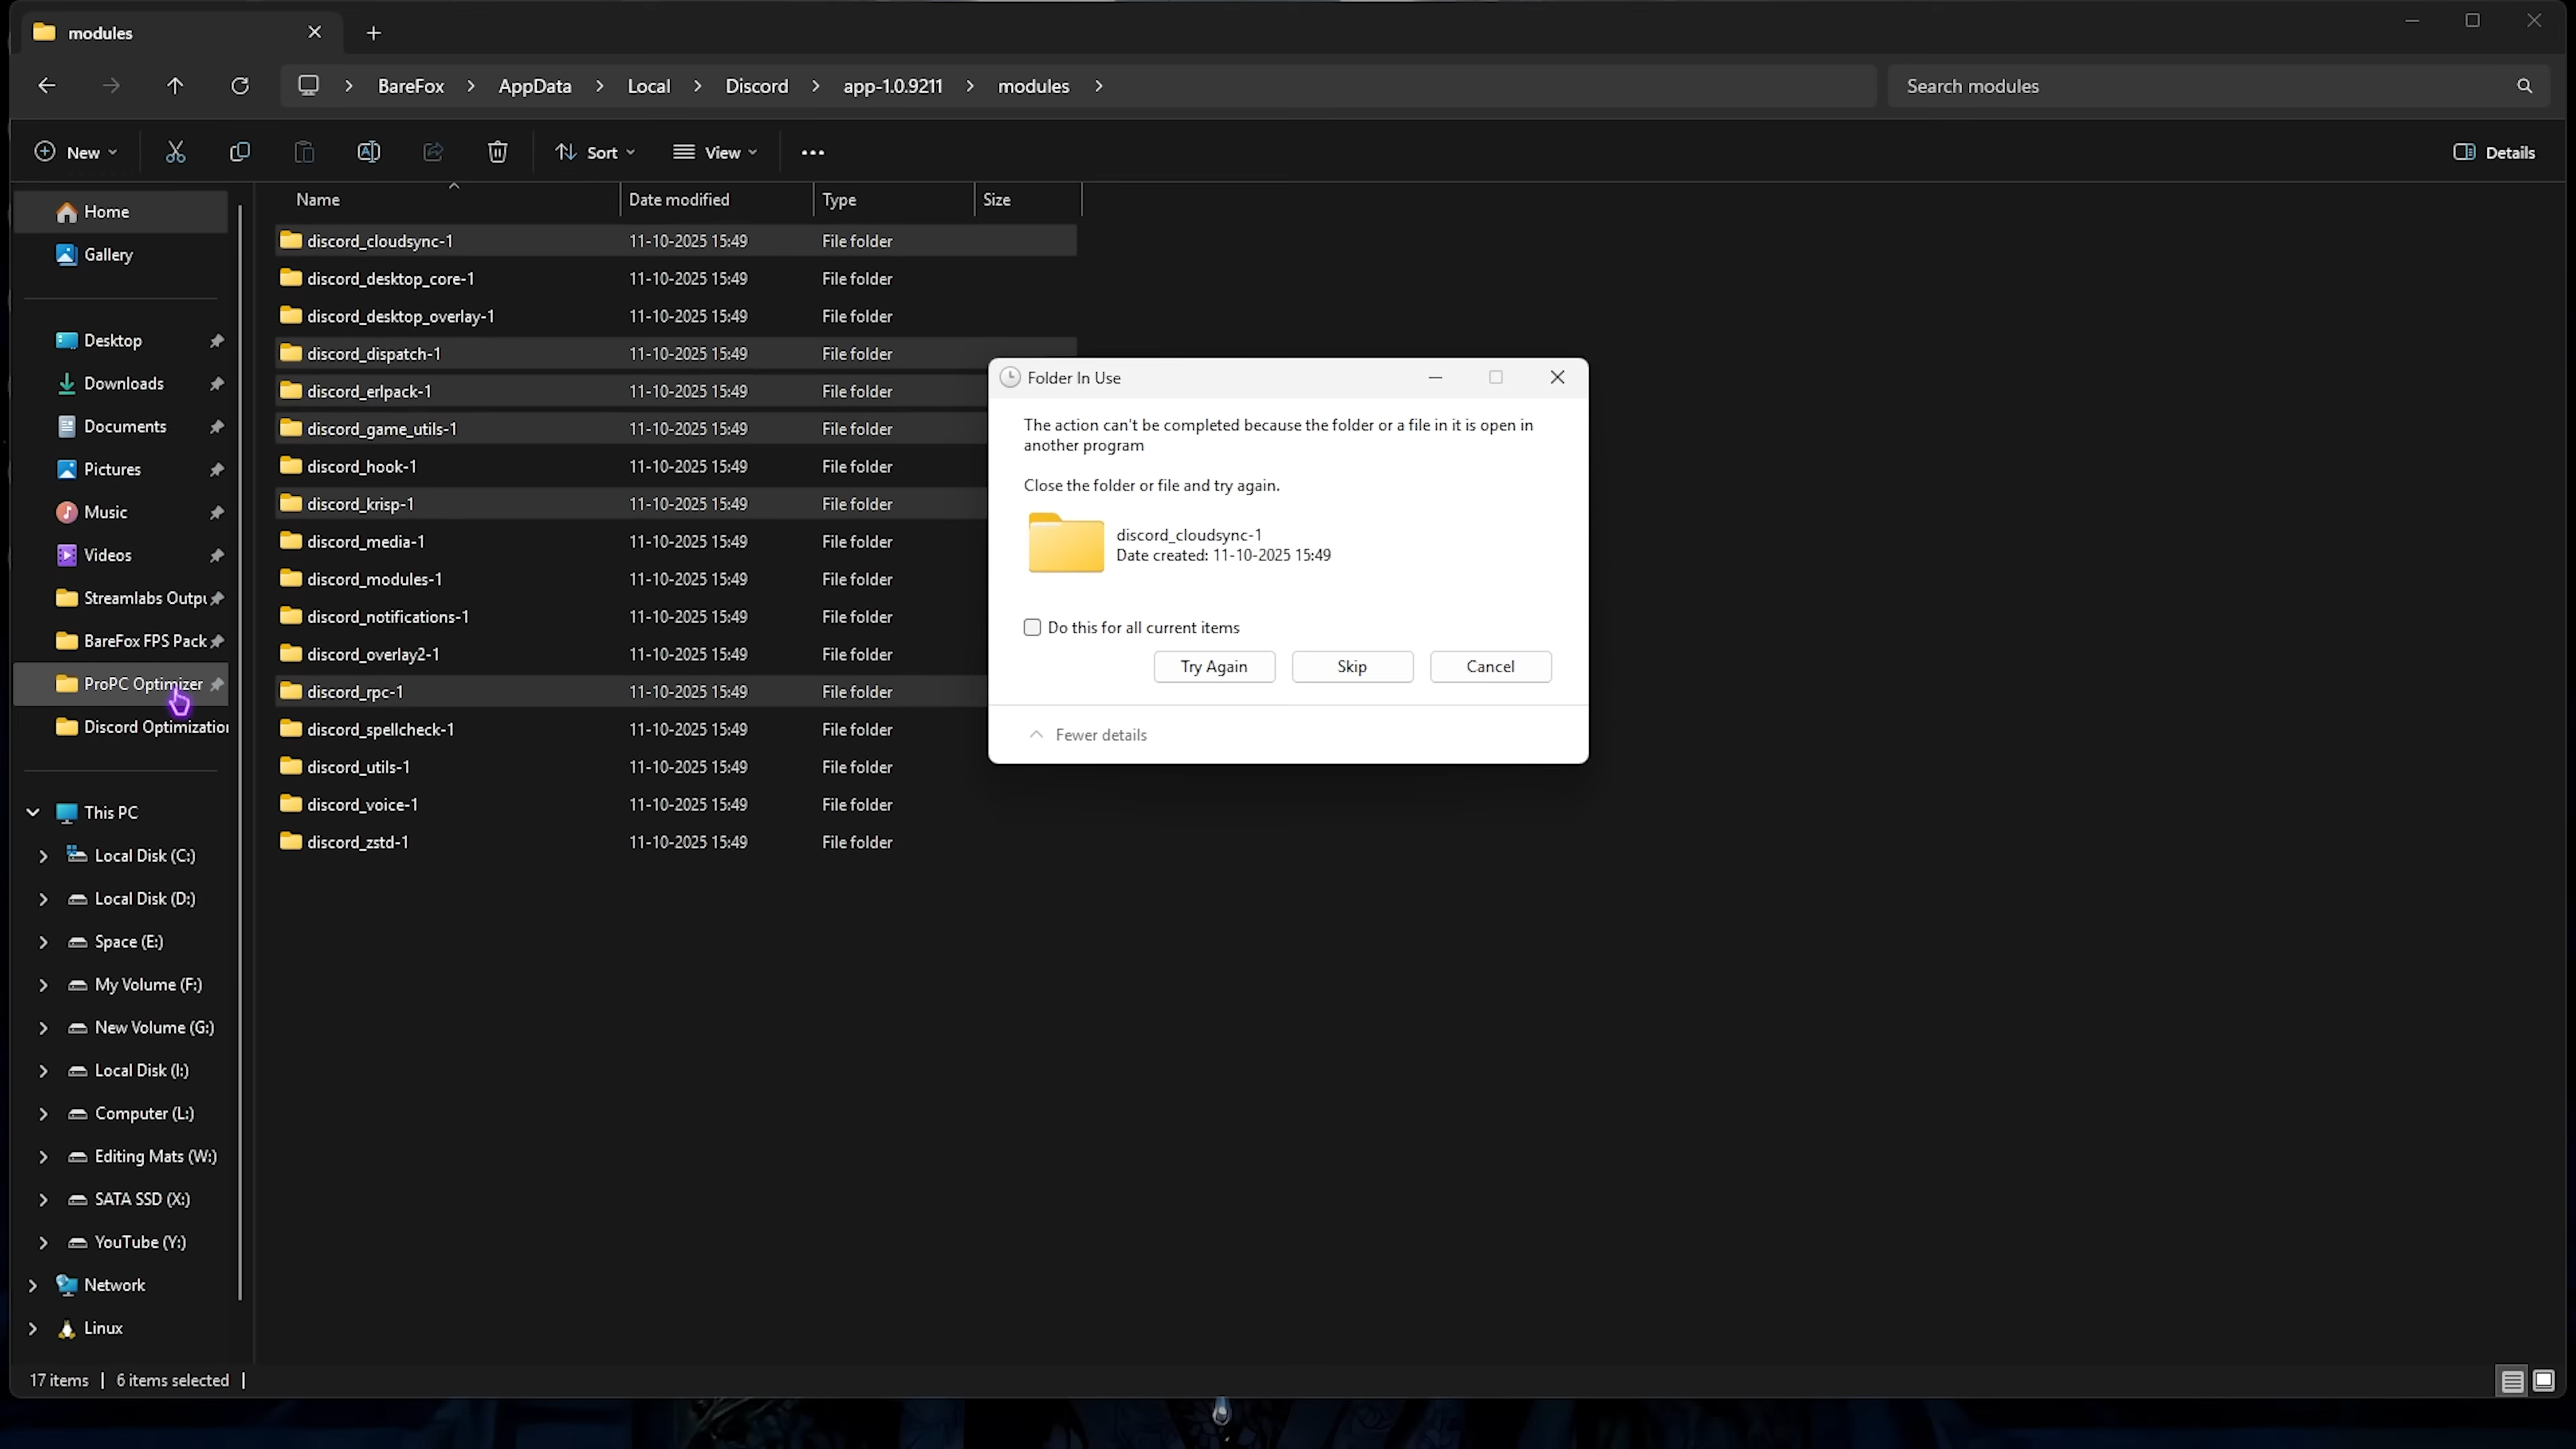 modules
BareFox
AppData
Local
Discord
app-1.0.9211
modules
Search modules
New
Sort
View
Details
Home
Gallery
Desktop
Downloads
Documents
Pictures
Music
Videos
Streamlabs Outpu
BareFox FPS Pack
ProPC Optimizer
Discord Optimization
This PC
Local Disk (C:)
Local Disk (D:)
Space (E:)
My Volume (F:)
New Volume (G:)
Local Disk (I:)
Computer (L:)
Editing Mats (W:)
SATA SSD (X:)
YouTube (Y:)
Network
Linux
Name Date modified Type Size
discord_cloudsync-1 11-10-2025 15:49 File folder
discord_desktop_core-1 11-10-2025 15:49 File folder
discord_desktop_overlay-1 11-10-2025 15:49 File folder
discord_dispatch-1 11-10-2025 15:49 File folder
discord_erlpack-1 11-10-2025 15:49 File folder
discord_game_utils-1 11-10-2025 15:49 File folder
discord_hook-1 11-10-2025 15:49 File folder
discord_krisp-1 11-10-2025 15:49 File folder
discord_media-1 11-10-2025 15:49 File folder
discord_modules-1 11-10-2025 15:49 File folder
discord_notifications-1 11-10-2025 15:49 File folder
discord_overlay2-1 11-10-2025 15:49 File folder
discord_rpc-1 11-10-2025 15:49 File folder
discord_spellcheck-1 11-10-2025 15:49 File folder
discord_utils-1 11-10-2025 15:49 File folder
discord_voice-1 11-10-2025 15:49 File folder
discord_zstd-1 11-10-2025 15:49 File folder
Folder In Use
The action can't be completed because the folder or a file in it is open in
another program
Close the folder or file and try again.
discord_cloudsync-1
Date created: 11-10-2025 15:49
Do this for all current items
Try Again
Skip
Cancel
Fewer details
17 items
6 items selected